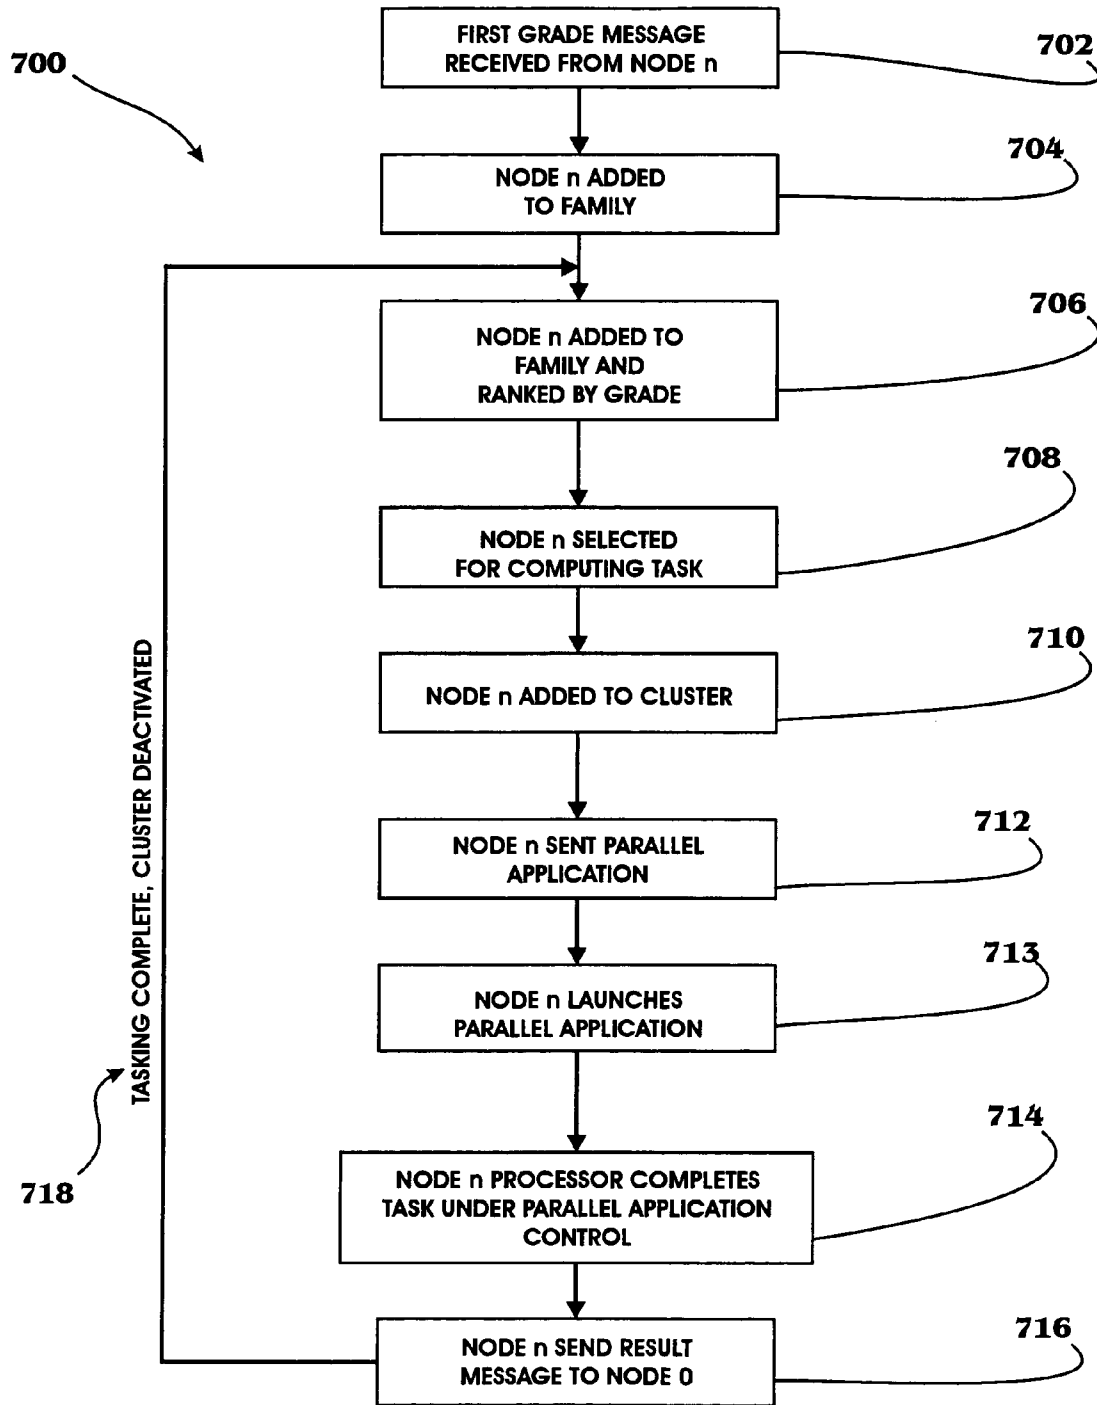 FIRST GRADE MESSAGE
RECEIVED FROM NODE n
702
700
NODE n ADDED
TO FAMILY
704
NODE n ADDED TO
FAMILY AND
RANKED BY GRADE
706
NODE n SELECTED
FOR COMPUTING TASK
708
NODE n ADDED TO CLUSTER
710
NODE n SENT PARALLEL
APPLICATION
712
NODE n LAUNCHES
PARALLEL APPLICATION
713
TASKING COMPLETE, CLUSTER DEACTIVATED
718
NODE n PROCESSOR COMPLETES
TASK UNDER PARALLEL APPLICATION
CONTROL
714
NODE n SEND RESULT
MESSAGE TO NODE 0
716